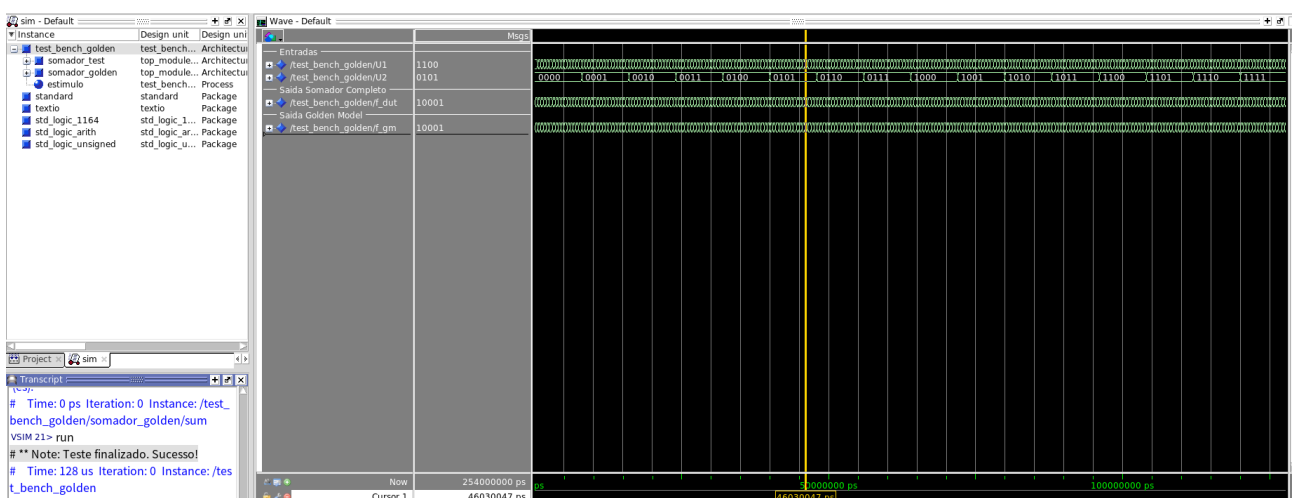 sim - Default
Instance Design unit Design uni
test_bench_golden test_bench... Architectu
somador_test top_module... Architectu
somador_golden top_module... Architectu
estimulo test_bench... Process
standard standard Package
textio textio Package
std_logic_1164 std_logic_1... Package
std_logic_arith std_logic_ar... Package
std_logic_unsigned std_logic_u... Package
Project sim
Transcript
# Time: 0 ps Iteration: 0 Instance: /test_
bench_golden/somador_golden/sum
VSIM 21> run
# ** Note: Teste finalizado. Sucesso!
# Time: 128 us Iteration: 0 Instance: /tes
t_bench_golden
Wave - Default
Msgs
Entradas
/test_bench_golden/U1 1100
/test_bench_golden/U2 0101 0000 0001 0010 0011 0100 0101 0110 0111 1000 1001 1010 1011 1100 1101 1110 1111
Saida Somador Completo
/test_bench_golden/f_dut 10001
Saida Golden Model
/test_bench_golden/f_gm 10001
Now 254000000 ps ps 50000000 ps 100000000 ps
Cursor 1 46030047 ps 46030047 ps